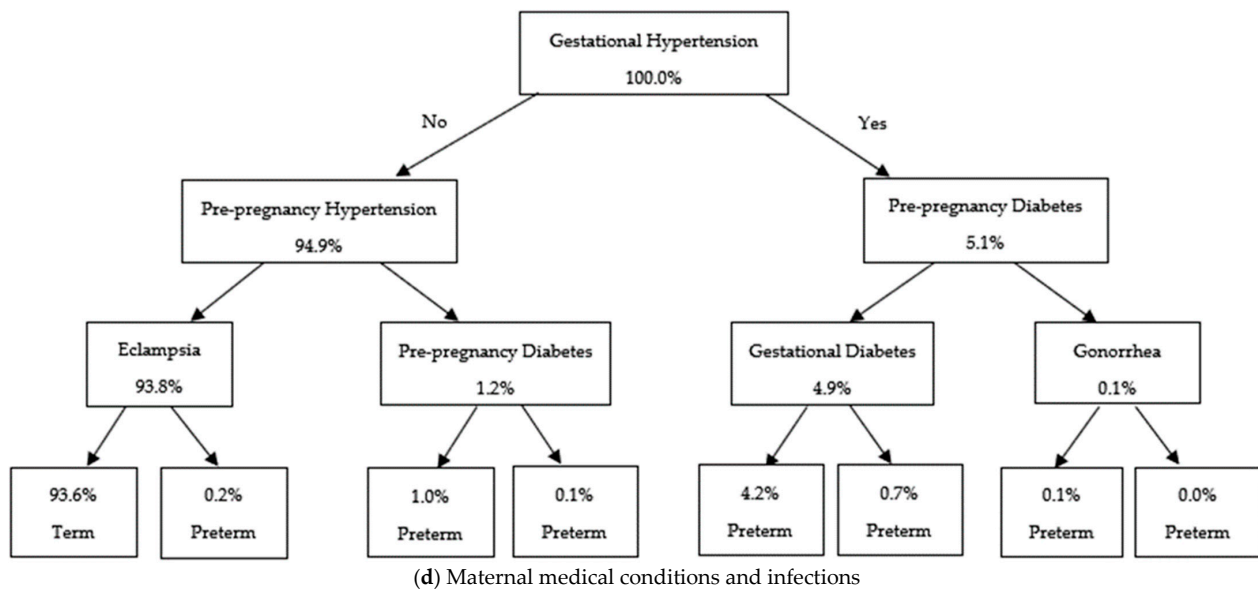 Gestational Hypertension
100.0%
No
Yes
Pre-pregnancy Hypertension
94.9%
Pre-pregnancy Diabetes
5.1%
Eclampsia
93.8%
Pre-pregnancy Diabetes
1.2%
Gestational Diabetes
4.9%
Gonorrhea
0.1%
93.6%
Term
0.2%
Preterm
1.0%
Preterm
0.1%
Preterm
4.2%
Preterm
0.7%
Preterm
0.1%
Preterm
0.0%
Preterm
(d) Maternal medical conditions and infections